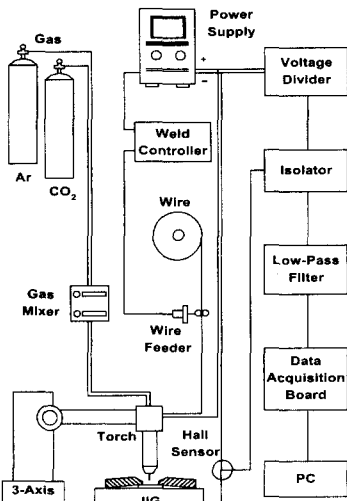 Gas
Power
Supply
+
−
Voltage
Divider
Weld
Controller
Isolator
Ar
CO₂
Wire
Low-Pass
Filter
Gas
Mixer
Wire
Feeder
Data
Acquisition
Board
Torch
Hall
Sensor
3-Axis
JIG
PC